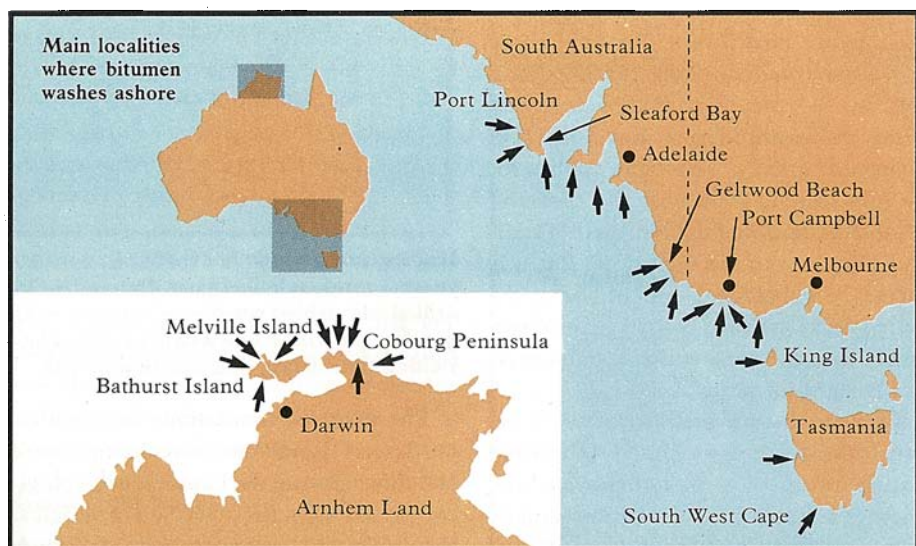 Main localities
where bitumen
washes ashore
South Australia
Port Lincoln
Sleaford Bay
Adelaide
Geltwood Beach
Port Campbell
Melbourne
King Island
Tasmania
South West Cape
Melville Island
Cobourg Peninsula
Bathurst Island
Darwin
Arnhem Land